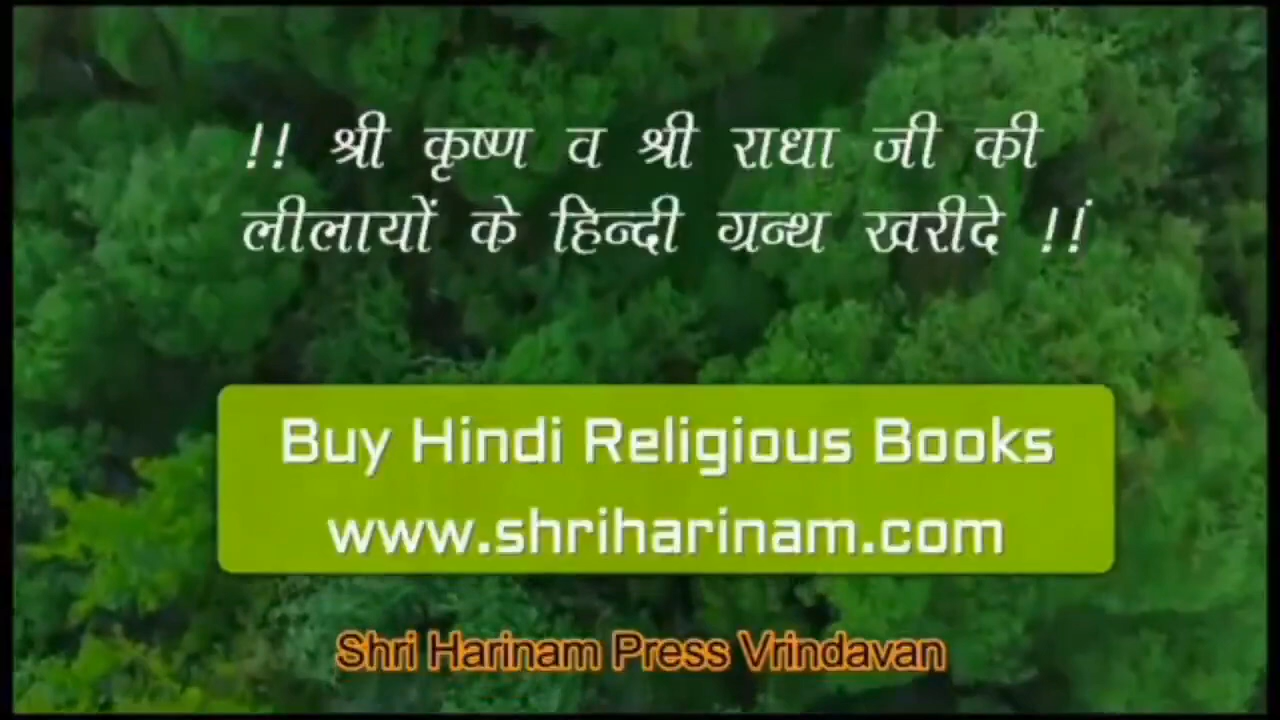 !! श्री कृष्ण व श्री राधा जी की
लीलायों के हिन्दी ग्रन्थ खरीदे !!ं
Buy Hindi Religious Books
www.shriharinam.com
Shri Harinam Press Vrindavan